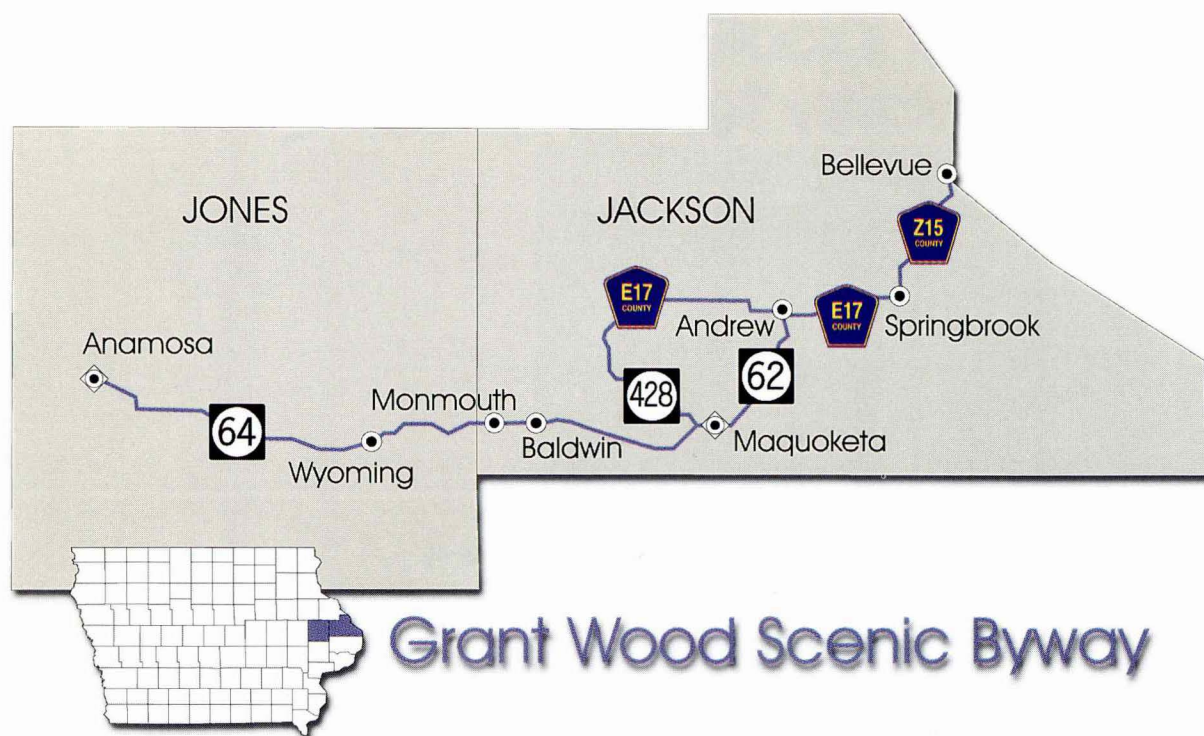 Bellevue
JONES
JACKSON
Z15
COUNTY
E17
COUNTY
E17
COUNTY
Andrew
Springbrook
Anamosa
62
428
Monmouth
64
Maquoketa
Baldwin
Wyoming
Grant Wood Scenic Byway